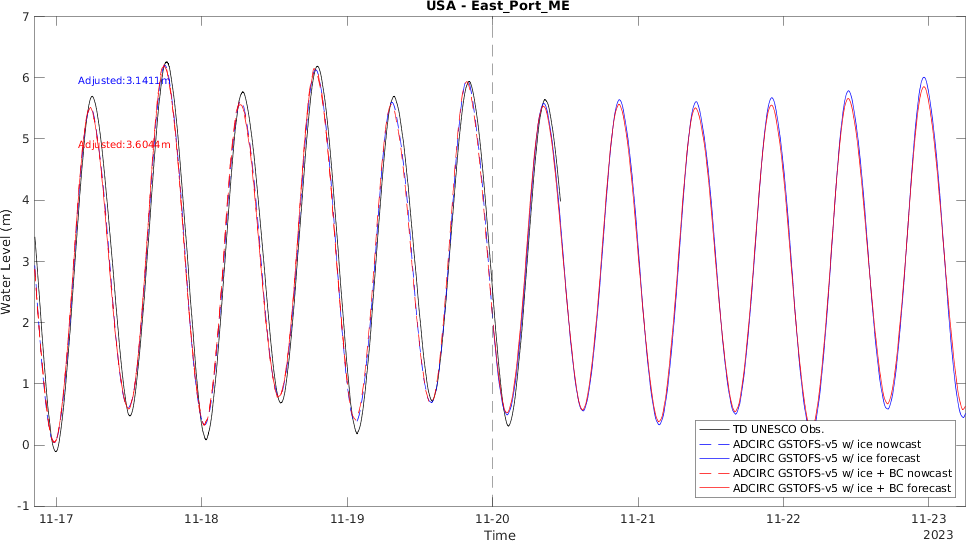 USA - East_Port_ME
7
6
5
4
3
2
1
0
-1
Water Level (m)
Adjusted:3.1411m
Adjusted:3.6044m
TD UNESCO Obs.
ADCIRC GSTOFS-v5 w/ ice nowcast
ADCIRC GSTOFS-v5 w/ ice forecast
ADCIRC GSTOFS-v5 w/ ice + BC nowcast
ADCIRC GSTOFS-v5 w/ ice + BC forecast
11-17 11-18 11-19 11-20 11-21 11-22 11-23
Time
2023